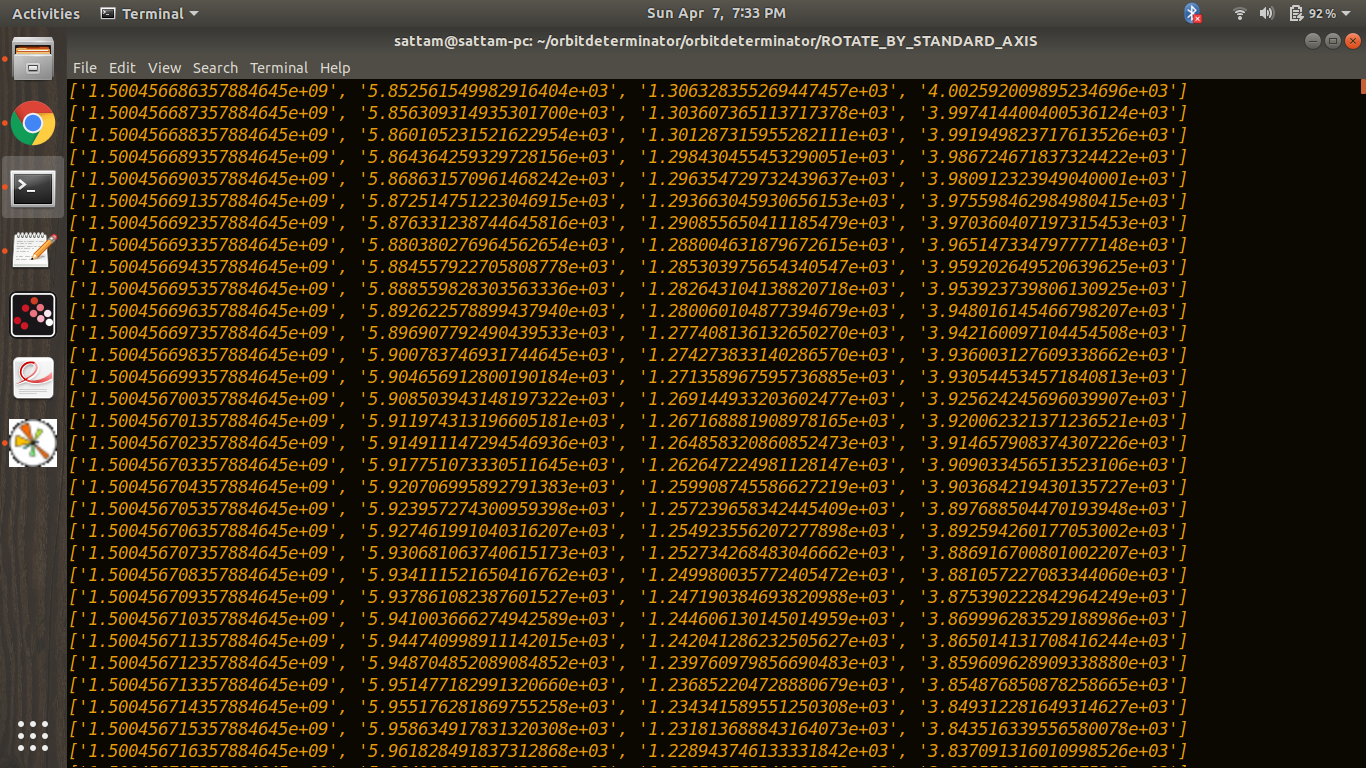 Activities Terminal Sun Apr 7, 7:33 PM 92%
sattam@sattam-pc: ~/orbitdeterminator/orbitdeterminator/ROTATE_BY_STANDARD_AXIS
File Edit View Search Terminal Help
['1.500456686357884645e+09', '5.852561549982916404e+03', '1.306328355269447457e+03', '4.002592009895234696e+03']
['1.500456687357884645e+09', '5.856309314935301700e+03', '1.303607655113717378e+03', '3.997414400400536124e+03']
['1.500456688357884645e+09', '5.860105231521622954e+03', '1.301287315955282111e+03', '3.991949823717613526e+03']
['1.500456689357884645e+09', '5.864364259329728156e+03', '1.298430455453290051e+03', '3.986724671837324422e+03']
['1.500456690357884645e+09', '5.868631570961468242e+03', '1.296354729732439637e+03', '3.980912323949040001e+03']
['1.500456691357884645e+09', '5.872514751223046915e+03', '1.293663045930656153e+03', '3.975598462984980415e+03']
['1.500456692357884645e+09', '5.876331238744645816e+03', '1.290855650411185479e+03', '3.970360407197315453e+03']
['1.500456693357884645e+09', '5.880380278964562054e+03', '1.288004831879672615e+03', '3.965147334797777148e+03']
['1.500456694357884645e+09', '5.884557922705808778e+03', '1.285303975654340547e+03', '3.959202649520639625e+03']
['1.500456695357884645e+09', '5.888559828303563336e+03', '1.282643104138820718e+03', '3.953923739806130925e+03']
['1.500456696357884645e+09', '5.892622578899437940e+03', '1.280060104877394679e+03', '3.948016145466798207e+03']
['1.500456697357884645e+09', '5.896907792490439533e+03', '1.277408136132650270e+03', '3.942160097104454508e+03']
['1.500456698357884645e+09', '5.900783746931744645e+03', '1.274273833140286570e+03', '3.936003127609338662e+03']
['1.500456699357884645e+09', '5.904656912300190184e+03', '1.271359257595736885e+03', '3.930544534571840813e+03']
['1.500456700357884645e+09', '5.908503943148197322e+03', '1.269144933203602477e+03', '3.925624245696039907e+03']
['1.500456701357884645e+09', '5.911974313196605181e+03', '1.267168891908978165e+03', '3.920062321371236521e+03']
['1.500456702357884645e+09', '5.914911147294546936e+03', '1.264863320860852473e+03', '3.914657908374307226e+03']
['1.500456703357884645e+09', '5.917751073330511645e+03', '1.262647224981128147e+03', '3.909033456513523106e+03']
['1.500456704357884645e+09', '5.920706995892791383e+03', '1.259908745586627219e+03', '3.903684219430135727e+03']
['1.500456705357884645e+09', '5.923957274300959398e+03', '1.257239658342445409e+03', '3.897688504470193948e+03']
['1.500456706357884645e+09', '5.927461991040316207e+03', '1.254923556207277898e+03', '3.892594260177053002e+03']
['1.500456707357884645e+09', '5.930681063740615173e+03', '1.252734268483046662e+03', '3.886916700801002207e+03']
['1.500456708357884645e+09', '5.934111521650416762e+03', '1.249980035772405472e+03', '3.881057227083344060e+03']
['1.500456709357884645e+09', '5.937861082387601527e+03', '1.247190384693820988e+03', '3.875390222842964249e+03']
['1.500456710357884645e+09', '5.941003666274942589e+03', '1.244606130145014959e+03', '3.869996283529188986e+03']
['1.500456711357884645e+09', '5.944740998911142015e+03', '1.242041286232505627e+03', '3.865014131708416244e+03']
['1.500456712357884645e+09', '5.948704852089084852e+03', '1.239760979856690483e+03', '3.859609628909338880e+03']
['1.500456713357884645e+09', '5.951477182991320660e+03', '1.236852204728880679e+03', '3.854876850878258665e+03']
['1.500456714357884645e+09', '5.955176281869755258e+03', '1.234341589551250308e+03', '3.849312281649314627e+03']
['1.500456715357884645e+09', '5.958634917831320308e+03', '1.231813688843164073e+03', '3.843516339556580078e+03']
['1.500456716357884645e+09', '5.961828491837312868e+03', '1.228943746133331842e+03', '3.837091316010998526e+03']